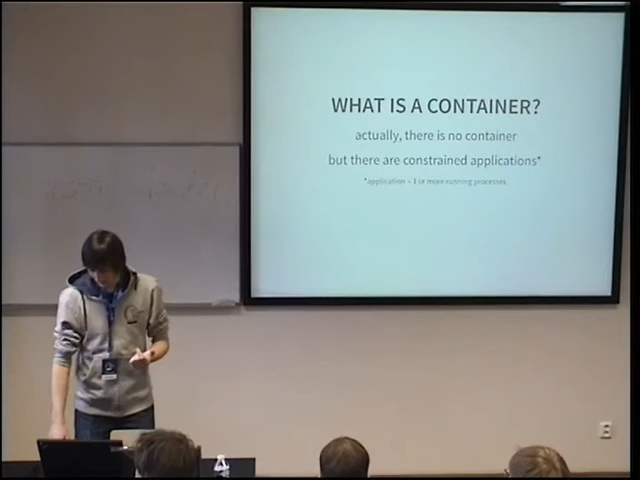 WHAT IS A CONTAINER?
actually, there is no container
but there are constrained applications*
*application = 1 or more running processes